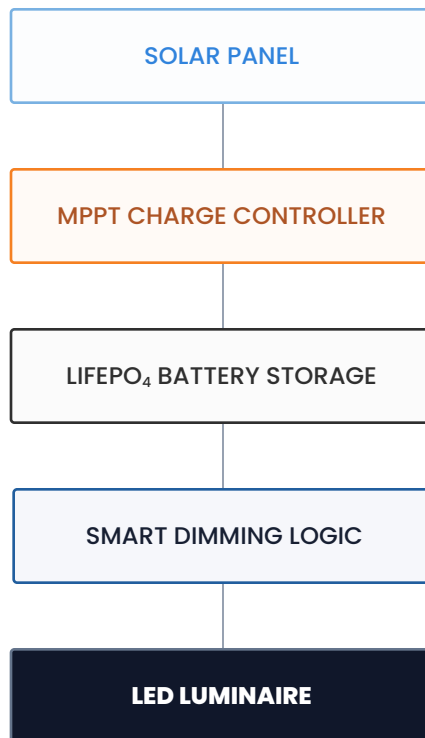 SOLAR PANEL
MPPT CHARGE CONTROLLER
LIFEPO₄ BATTERY STORAGE
SMART DIMMING LOGIC
LED LUMINAIRE